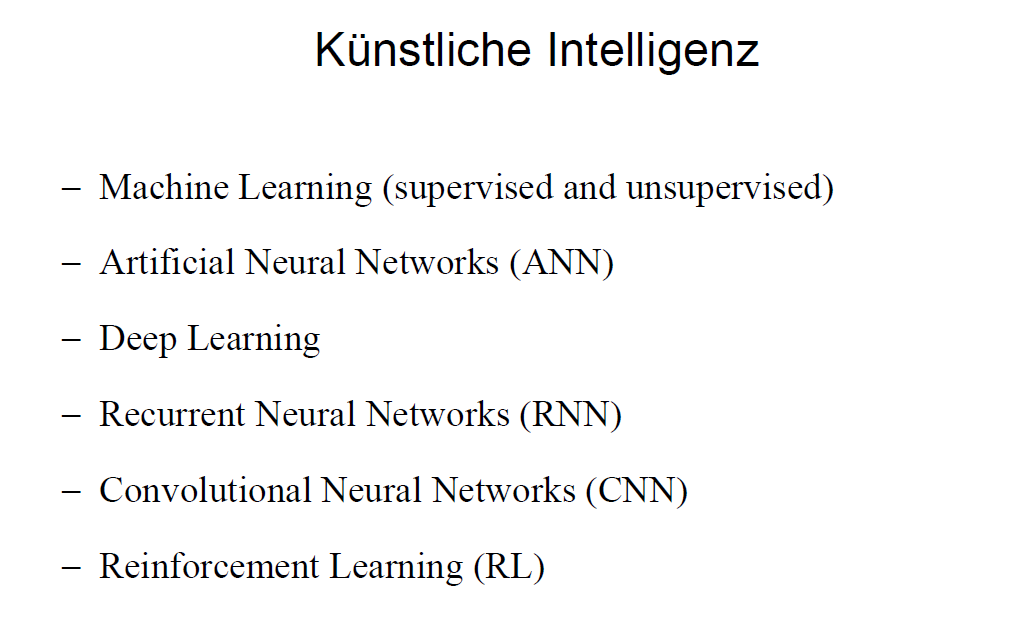 Künstliche Intelligenz
– Machine Learning (supervised and unsupervised)
– Artificial Neural Networks (ANN)
– Deep Learning
– Recurrent Neural Networks (RNN)
– Convolutional Neural Networks (CNN)
– Reinforcement Learning (RL)